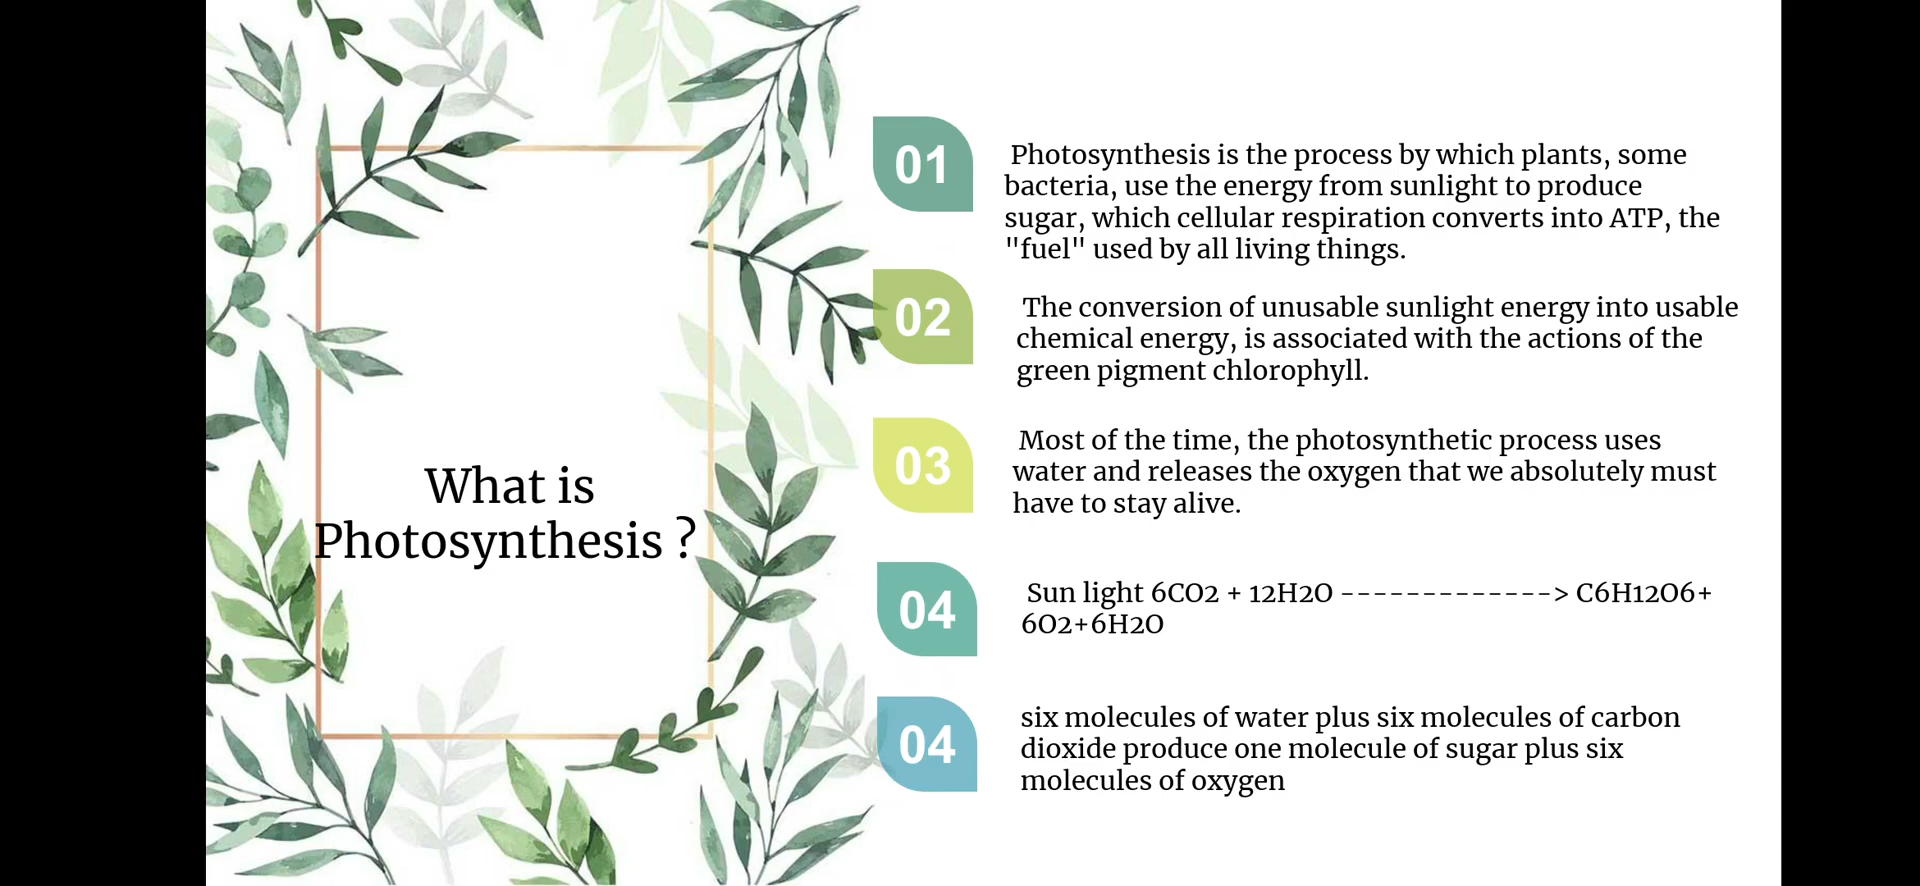 What is
Photosynthesis ?
01
Photosynthesis is the process by which plants, some
bacteria, use the energy from sunlight to produce
sugar, which cellular respiration converts into ATP, the
"fuel" used by all living things.
02
The conversion of unusable sunlight energy into usable
chemical energy, is associated with the actions of the
green pigment chlorophyll.
03
Most of the time, the photosynthetic process uses
water and releases the oxygen that we absolutely must
have to stay alive.
04
Sun light 6CO2 + 12H2O -------------> C6H12O6+
6O2+6H2O
04
six molecules of water plus six molecules of carbon
dioxide produce one molecule of sugar plus six
molecules of oxygen